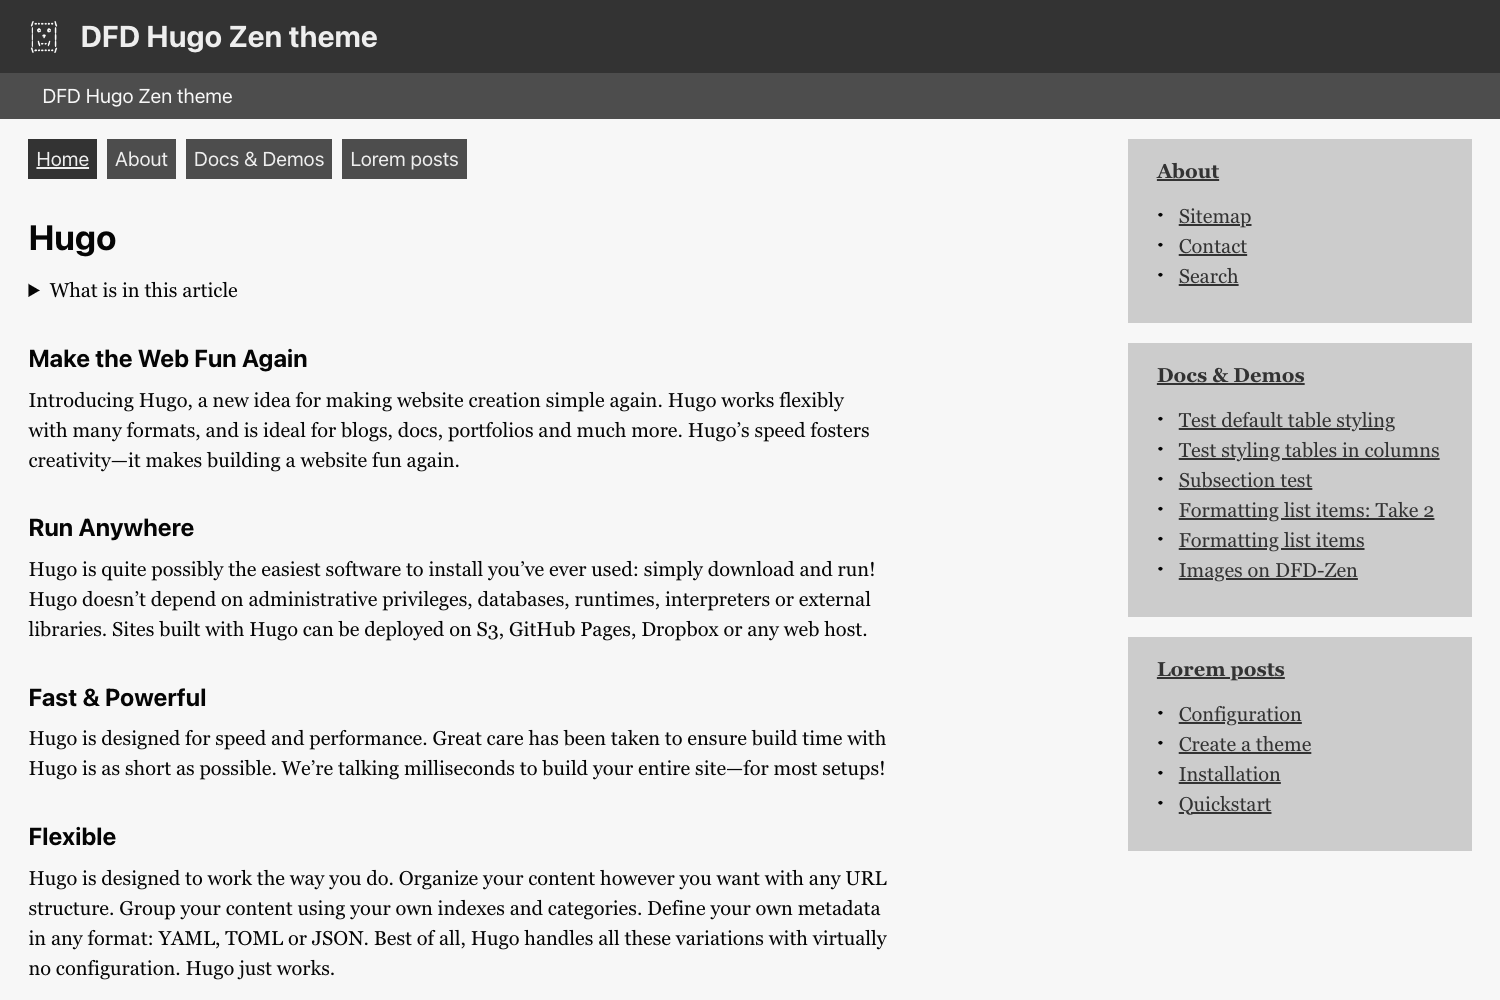 DFD Hugo Zen theme
DFD Hugo Zen theme
Home About Docs & Demos Lorem posts
Hugo
What is in this article
Make the Web Fun Again
Introducing Hugo, a new idea for making website creation simple again. Hugo works flexibly
with many formats, and is ideal for blogs, docs, portfolios and much more. Hugo’s speed fosters
creativity—it makes building a website fun again.
Run Anywhere
Hugo is quite possibly the easiest software to install you’ve ever used: simply download and run!
Hugo doesn’t depend on administrative privileges, databases, runtimes, interpreters or external
libraries. Sites built with Hugo can be deployed on S3, GitHub Pages, Dropbox or any web host.
Fast & Powerful
Hugo is designed for speed and performance. Great care has been taken to ensure build time with
Hugo is as short as possible. We’re talking milliseconds to build your entire site—for most setups!
Flexible
Hugo is designed to work the way you do. Organize your content however you want with any URL
structure. Group your content using your own indexes and categories. Define your own metadata
in any format: YAML, TOML or JSON. Best of all, Hugo handles all these variations with virtually
no configuration. Hugo just works.
About
Sitemap
Contact
Search
Docs & Demos
Test default table styling
Test styling tables in columns
Subsection test
Formatting list items: Take 2
Formatting list items
Images on DFD-Zen
Lorem posts
Configuration
Create a theme
Installation
Quickstart